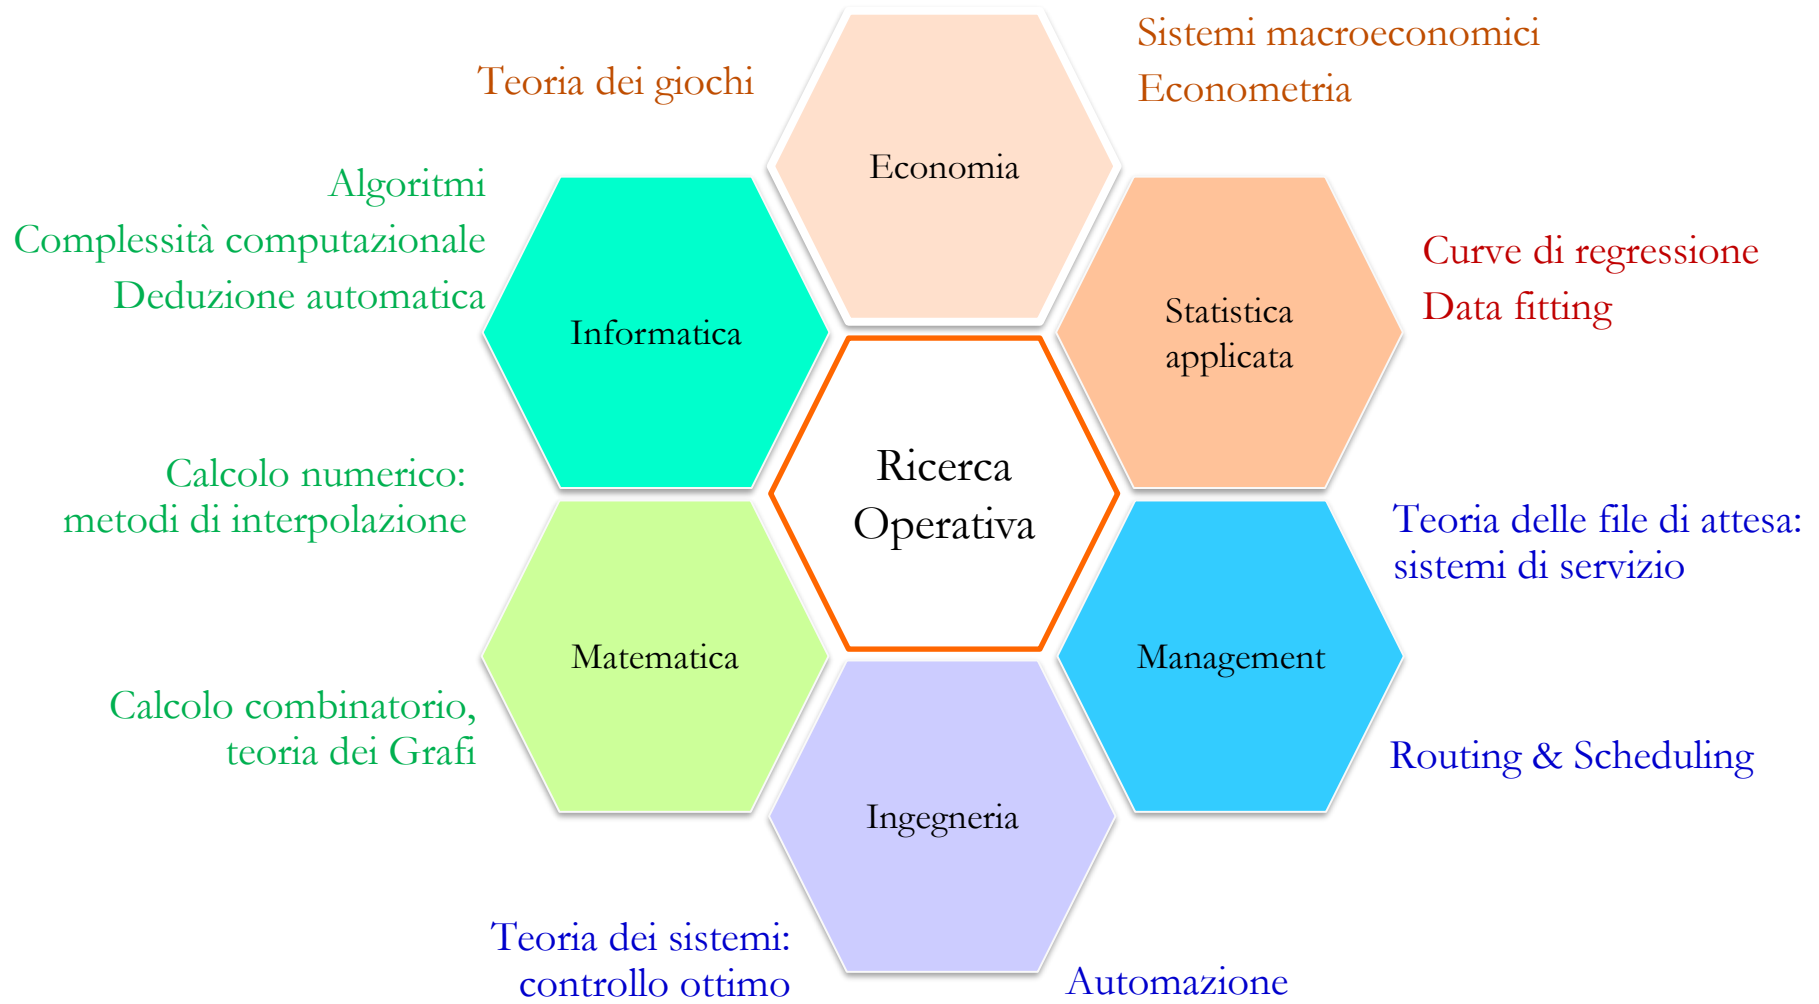 Sistemi macroeconomici
Econometria
Teoria dei giochi
Economia
Algoritmi
Complessità computazionale
Deduzione automatica
Informatica
Statistica
applicata
Curve di regressione
Data fitting
Ricerca
Operativa
Calcolo numerico:
metodi di interpolazione
Teoria delle file di attesa:
sistemi di servizio
Matematica
Management
Calcolo combinatorio,
teoria dei Grafi
Routing & Scheduling
Ingegneria
Teoria dei sistemi:
controllo ottimo
Automazione